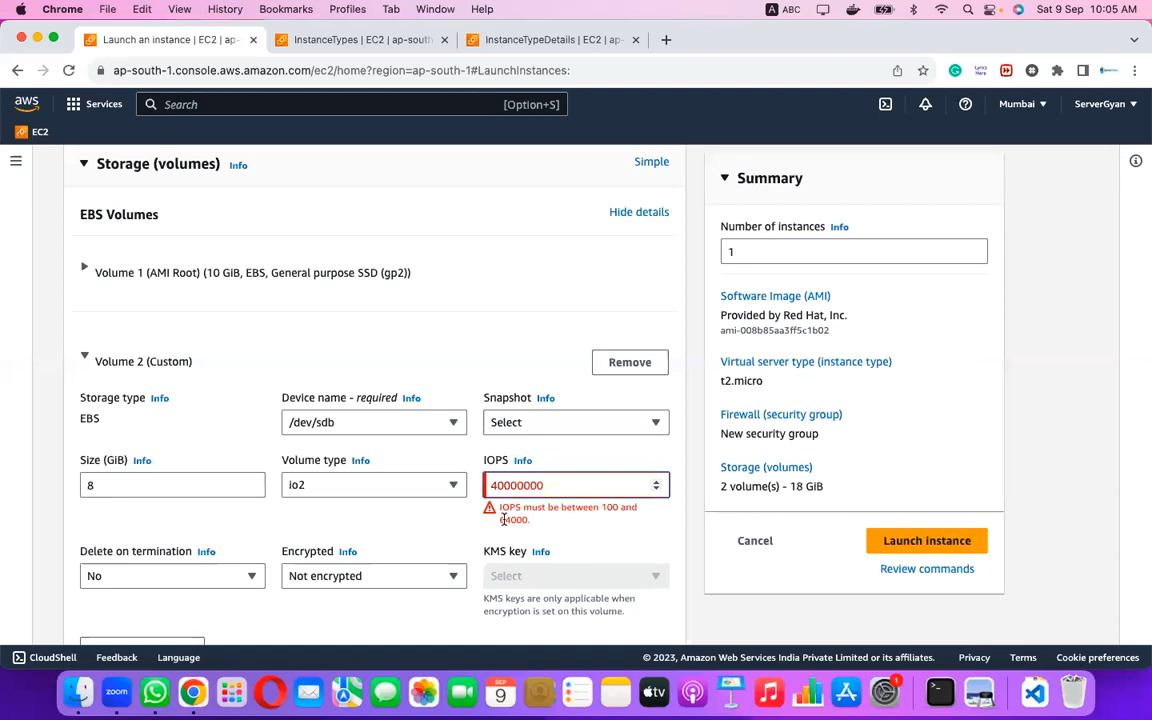 Chrome File Edit View History Bookmarks Profiles Tab Window Help A ABC Sat 9 Sep 10:05 AM
Launch an instance | EC2 | ap- InstanceTypes | EC2 | ap-south InstanceTypeDetails | EC2 | ap-
ap-south-1.console.aws.amazon.com/ec2/home?region=ap-south-1#LaunchInstances:
aws Services Search [Option+S] Mumbai ServerGyan
EC2
Storage (volumes) Info Simple
EBS Volumes Hide details
Volume 1 (AMI Root) (10 GiB, EBS, General purpose SSD (gp2))
Volume 2 (Custom) Remove
Storage type Info Device name - required Info Snapshot Info
EBS /dev/sdb Select
Size (GiB) Info Volume type Info IOPS Info
8 io2 40000000
IOPS must be between 100 and
64000.
Delete on termination Info Encrypted Info KMS key Info
No Not encrypted Select
KMS keys are only applicable when
encryption is set on this volume.
Summary
Number of instances Info
1
Software Image (AMI)
Provided by Red Hat, Inc.
ami-008b85aa3ff5c1b02
Virtual server type (instance type)
t2.micro
Firewall (security group)
New security group
Storage (volumes)
2 volume(s) - 18 GiB
Cancel Launch instance
Review commands
CloudShell Feedback Language © 2023, Amazon Web Services India Private Limited or its affiliates. Privacy Terms Cookie preferences
zoom SEP 9 tv 1